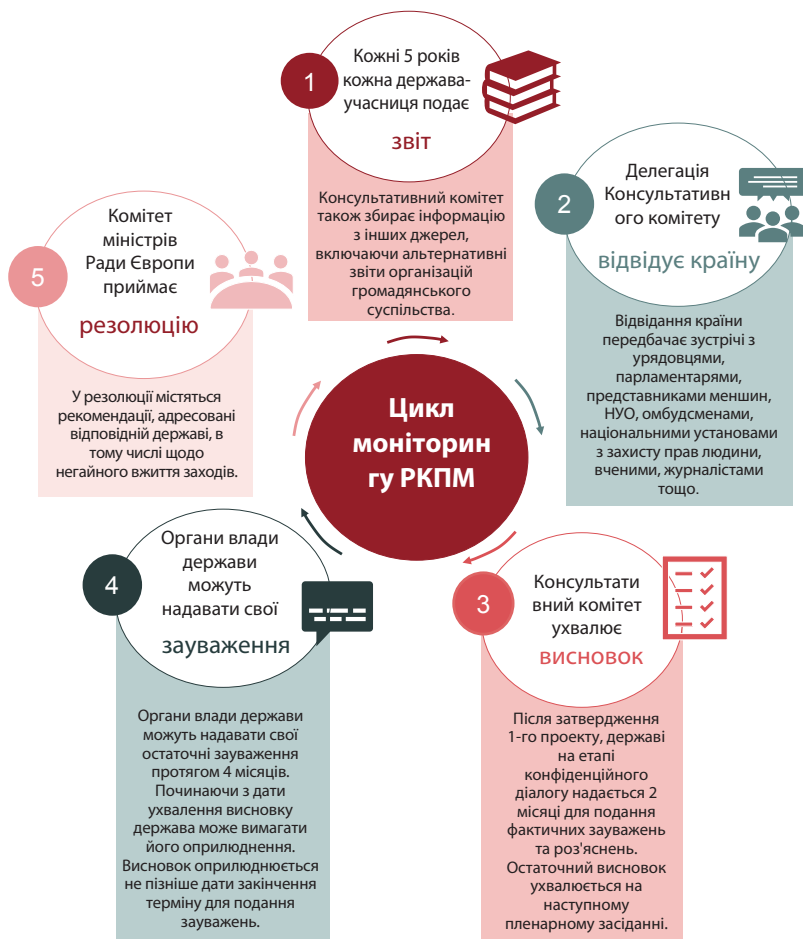 1
Кожні 5 років
кожна держава-
учасниця подає
звіт
Консультативний комітет
також збирає інформацію
з інших джерел,
включаючи альтернативні
звіти організацій
громадянського
суспільства.
2
Делегація
Консультативн
ого комітету
відвідує країну
Відвідання країни
передбачає зустрічі з
урядовцями,
парламентарями,
представниками меншин,
НУО, омбудсменами,
національними установами
з захисту прав людини,
вченими, журналістами
тощо.
3
Консультати
вний комітет
ухвалює
висновок
Після затвердження
1-го проекту, державі
на етапі
конфіденційного
діалогу надається 2
місяці для подання
фактичних зауважень
та роз'яснень.
Остаточний висновок
ухвалюється на
наступному
пленарному засіданні.
4
Органи влади
держави
можуть
надавати свої
зауваження
Органи влади держави
можуть надавати свої
остаточні зауваження
протягом 4 місяців.
Починаючи з дати
ухвалення висновку
держава може вимагати
його оприлюднення.
Висновок оприлюднюється
не пізніше дати закінчення
терміну для подання
зауважень.
5
Комітет
міністрів
Ради Європи
приймає
резолюцію
У резолюції містяться
рекомендації, адресовані
відповідній державі, в
тому числі щодо
негайного вжиття заходів.
Цикл
моніторин
гу РКПМ